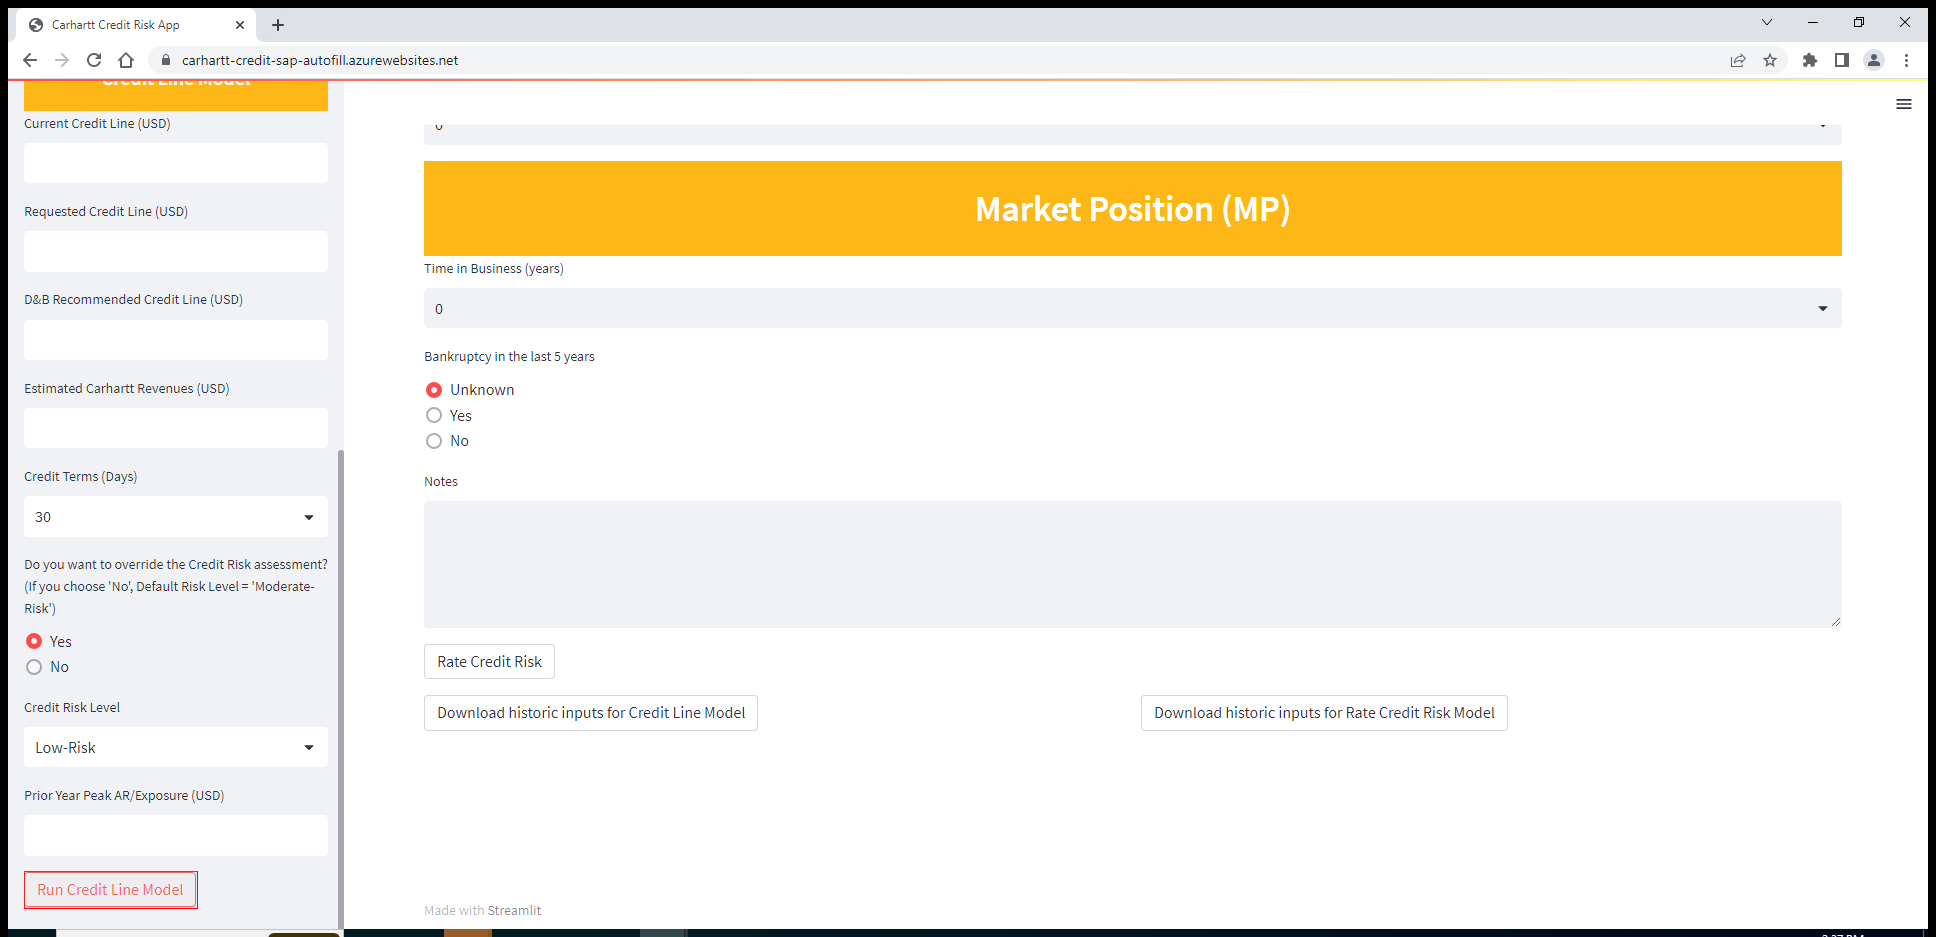 Carhartt Credit Risk App
carhartt-credit-sap-autofill.azurewebsites.net
Credit Line Model
Current Credit Line (USD)
Requested Credit Line (USD)
D&B Recommended Credit Line (USD)
Estimated Carhartt Revenues (USD)
Credit Terms (Days)
30
Do you want to override the Credit Risk assessment?
(If you choose 'No', Default Risk Level = 'Moderate-
Risk')
Yes
No
Credit Risk Level
Low-Risk
Prior Year Peak AR/Exposure (USD)
Run Credit Line Model
0
Market Position (MP)
Time in Business (years)
0
Bankruptcy in the last 5 years
Unknown
Yes
No
Notes
Rate Credit Risk
Download historic inputs for Credit Line Model
Download historic inputs for Rate Credit Risk Model
Made with Streamlit